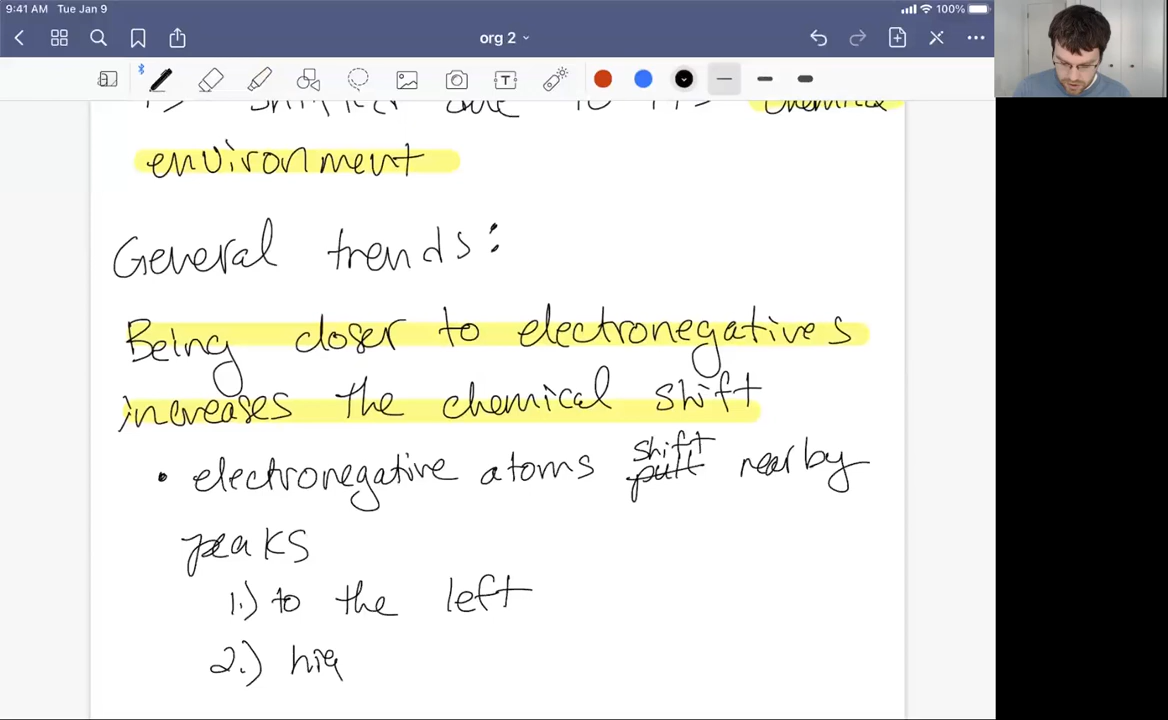 9:41 AM Tue Jan 9
100%
org 2
T
environment
General trends:
Being closer to electronegatives
increases the chemical shift
• electronegative atoms shift nearby
peaks
1.) to the left
2.) hig